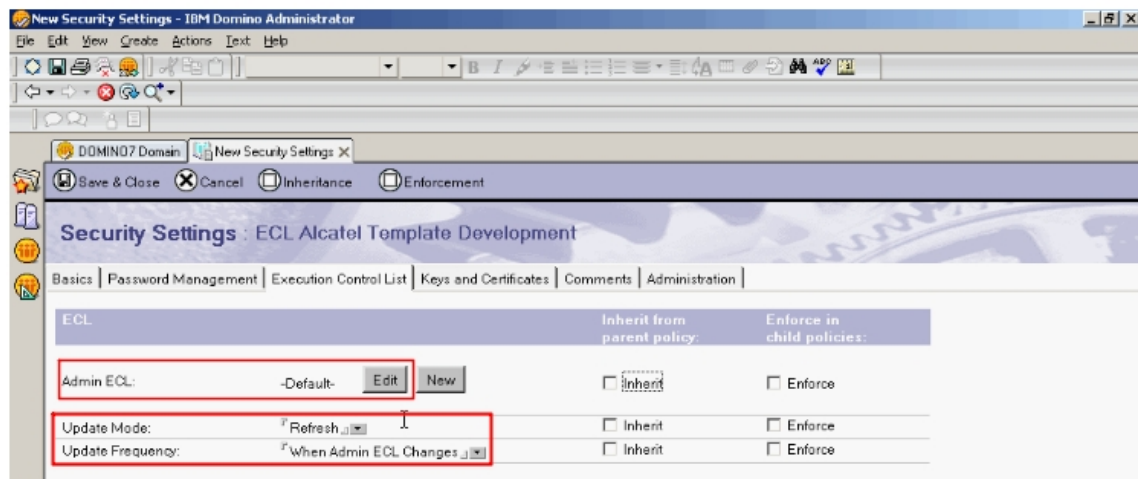 New Security Settings - IBM Domino Administrator
File Edit View Create Actions Text Help
DOMINO7 Domain New Security Settings
Save & Close Cancel Inheritance Enforcement
Security Settings : ECL Alcatel Template Development
Basics Password Management Execution Control List Keys and Certificates Comments Administration
ECL Inherit from parent policy: Enforce in child policies:
Admin ECL: -Default- Edit New Inherit Enforce
Update Mode: Refresh Inherit Enforce
Update Frequency: When Admin ECL Changes Inherit Enforce